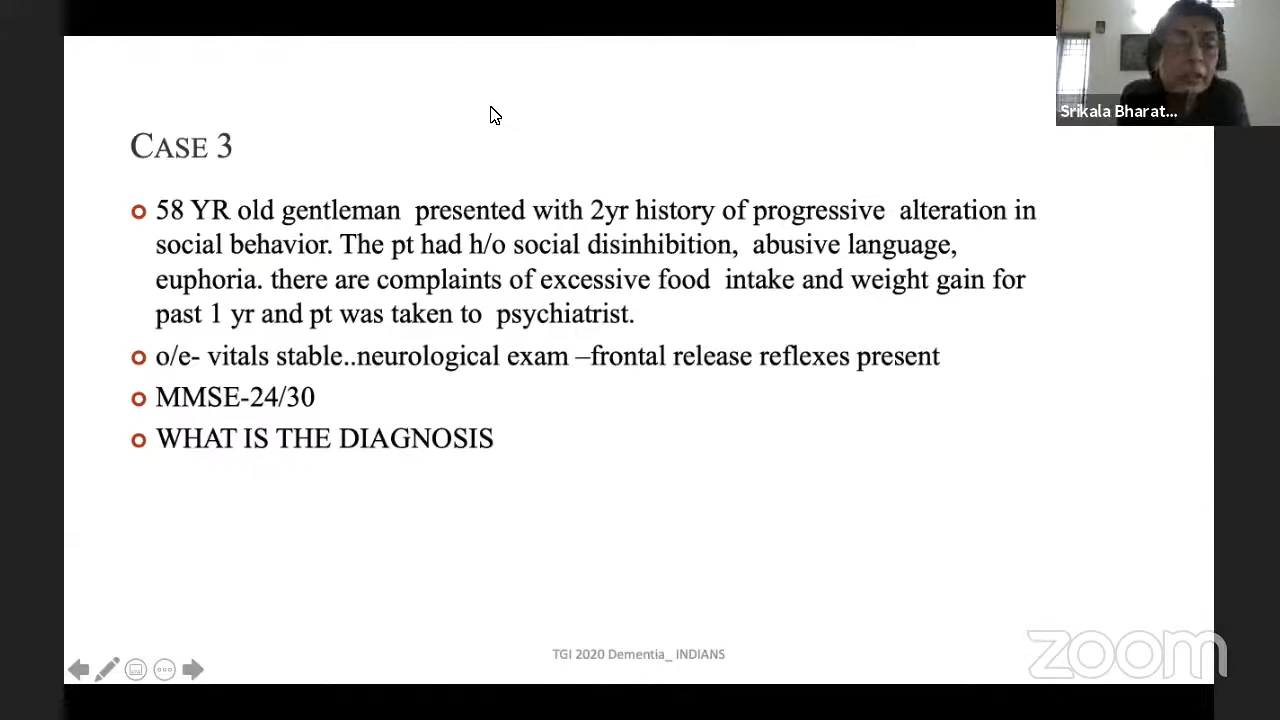 Srikala Bharat...
CASE 3
58 YR old gentleman presented with 2yr history of progressive alteration in
social behavior. The pt had h/o social disinhibition, abusive language,
euphoria. there are complaints of excessive food intake and weight gain for
past 1 yr and pt was taken to psychiatrist.
o/e- vitals stable..neurological exam –frontal release reflexes present
MMSE-24/30
WHAT IS THE DIAGNOSIS
TGI 2020 Dementia_ INDIANS
zoom